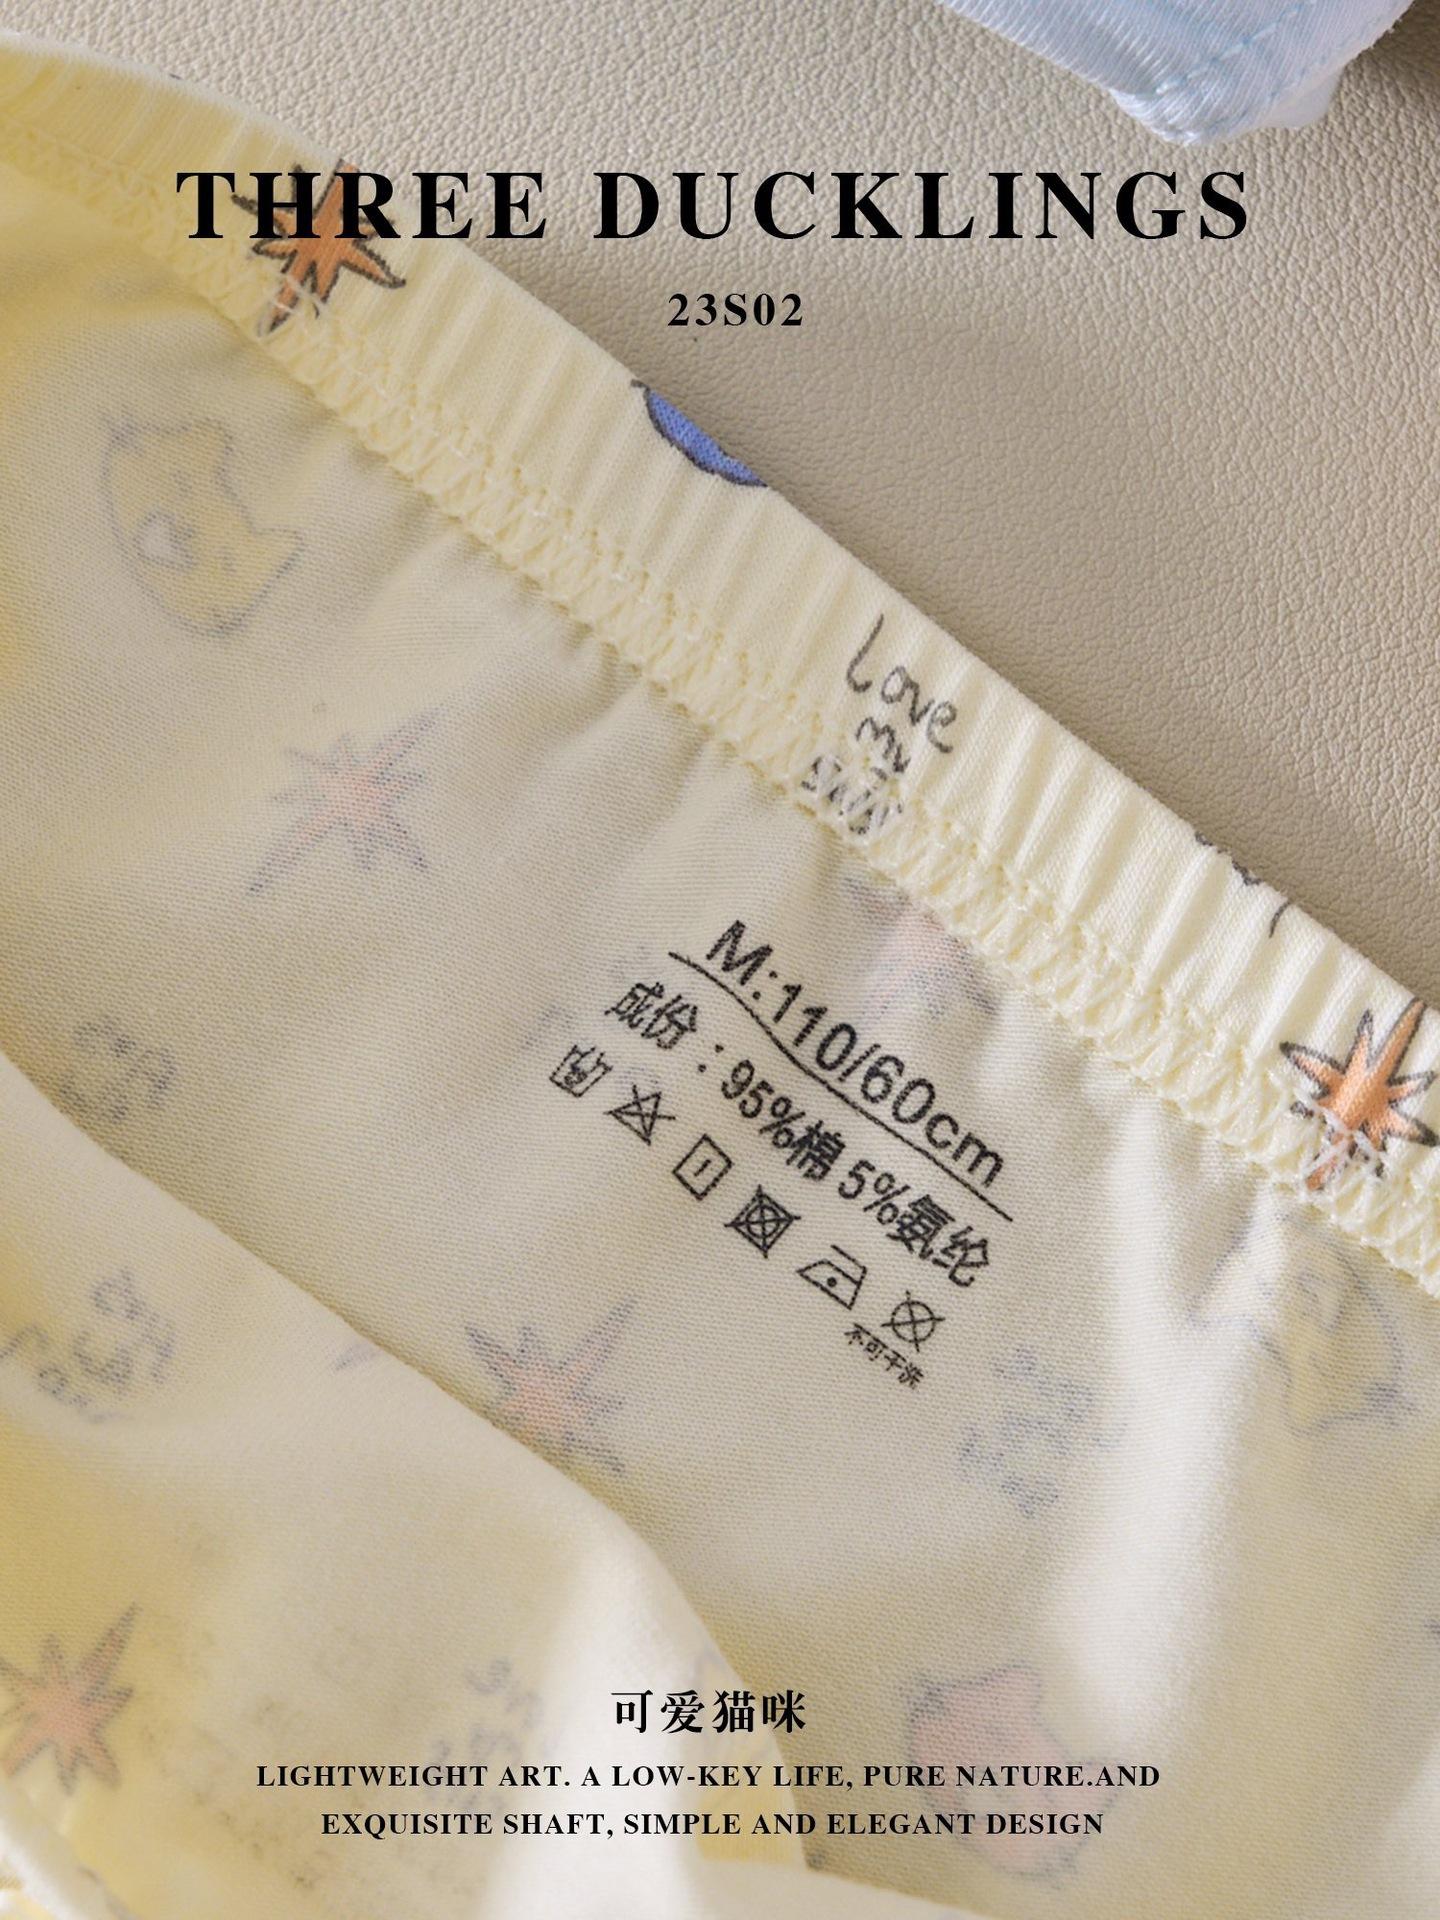 THREE DUCKLINGS
23S02
Love
M:110/60cm
成份：95%棉 5%氨纶
不可干洗
可爱猫咪
LIGHTWEIGHT ART. A LOW-KEY LIFE, PURE NATURE.AND
EXQUISITE SHAFT, SIMPLE AND ELEGANT DESIGN